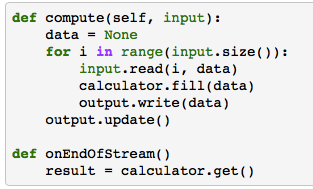 def compute(self, input):
    data = None
    for i in range(input.size()):
        input.read(i, data)
        calculator.fill(data)
        output.write(data)
    output.update()

def onEndOfStream()
    result = calculator.get()